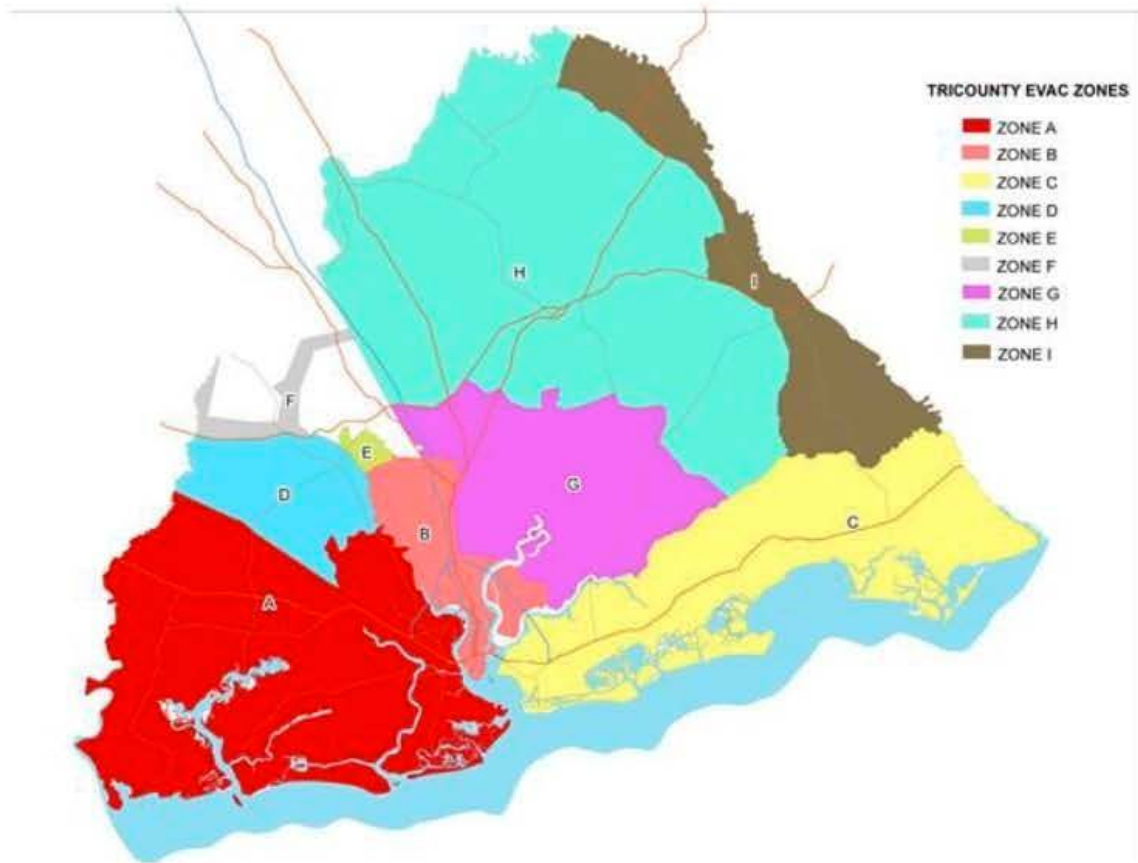 TRICOUNTY EVAC ZONES
ZONE A
ZONE B
ZONE C
ZONE D
ZONE E
ZONE F
ZONE G
ZONE H
ZONE I
H
I
F
E
G
D
C
B
A